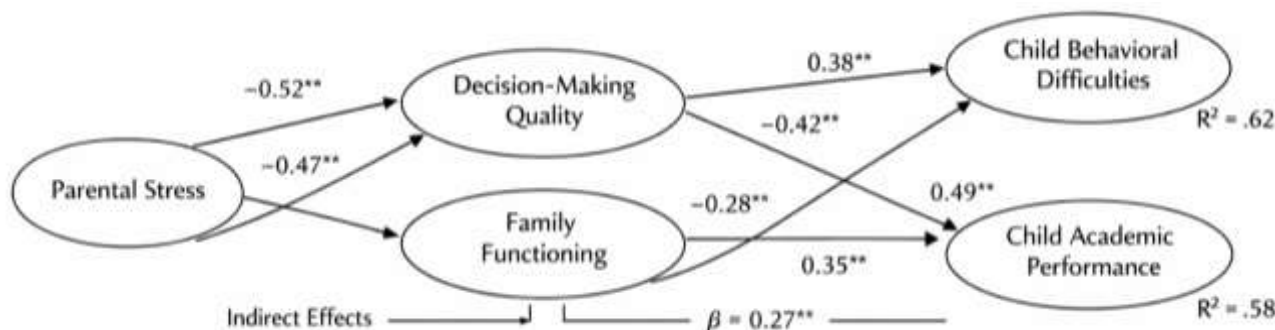 Child Behavioral
Difficulties
0.38**
R² = .62
−0.52**
Decision-Making
Quality
−0.42**
−0.47**
Parental Stress
0.49**
−0.28**
Family
Functioning
Child Academic
Performance
0.35**
R² = .58
Indirect Effects
β = 0.27**